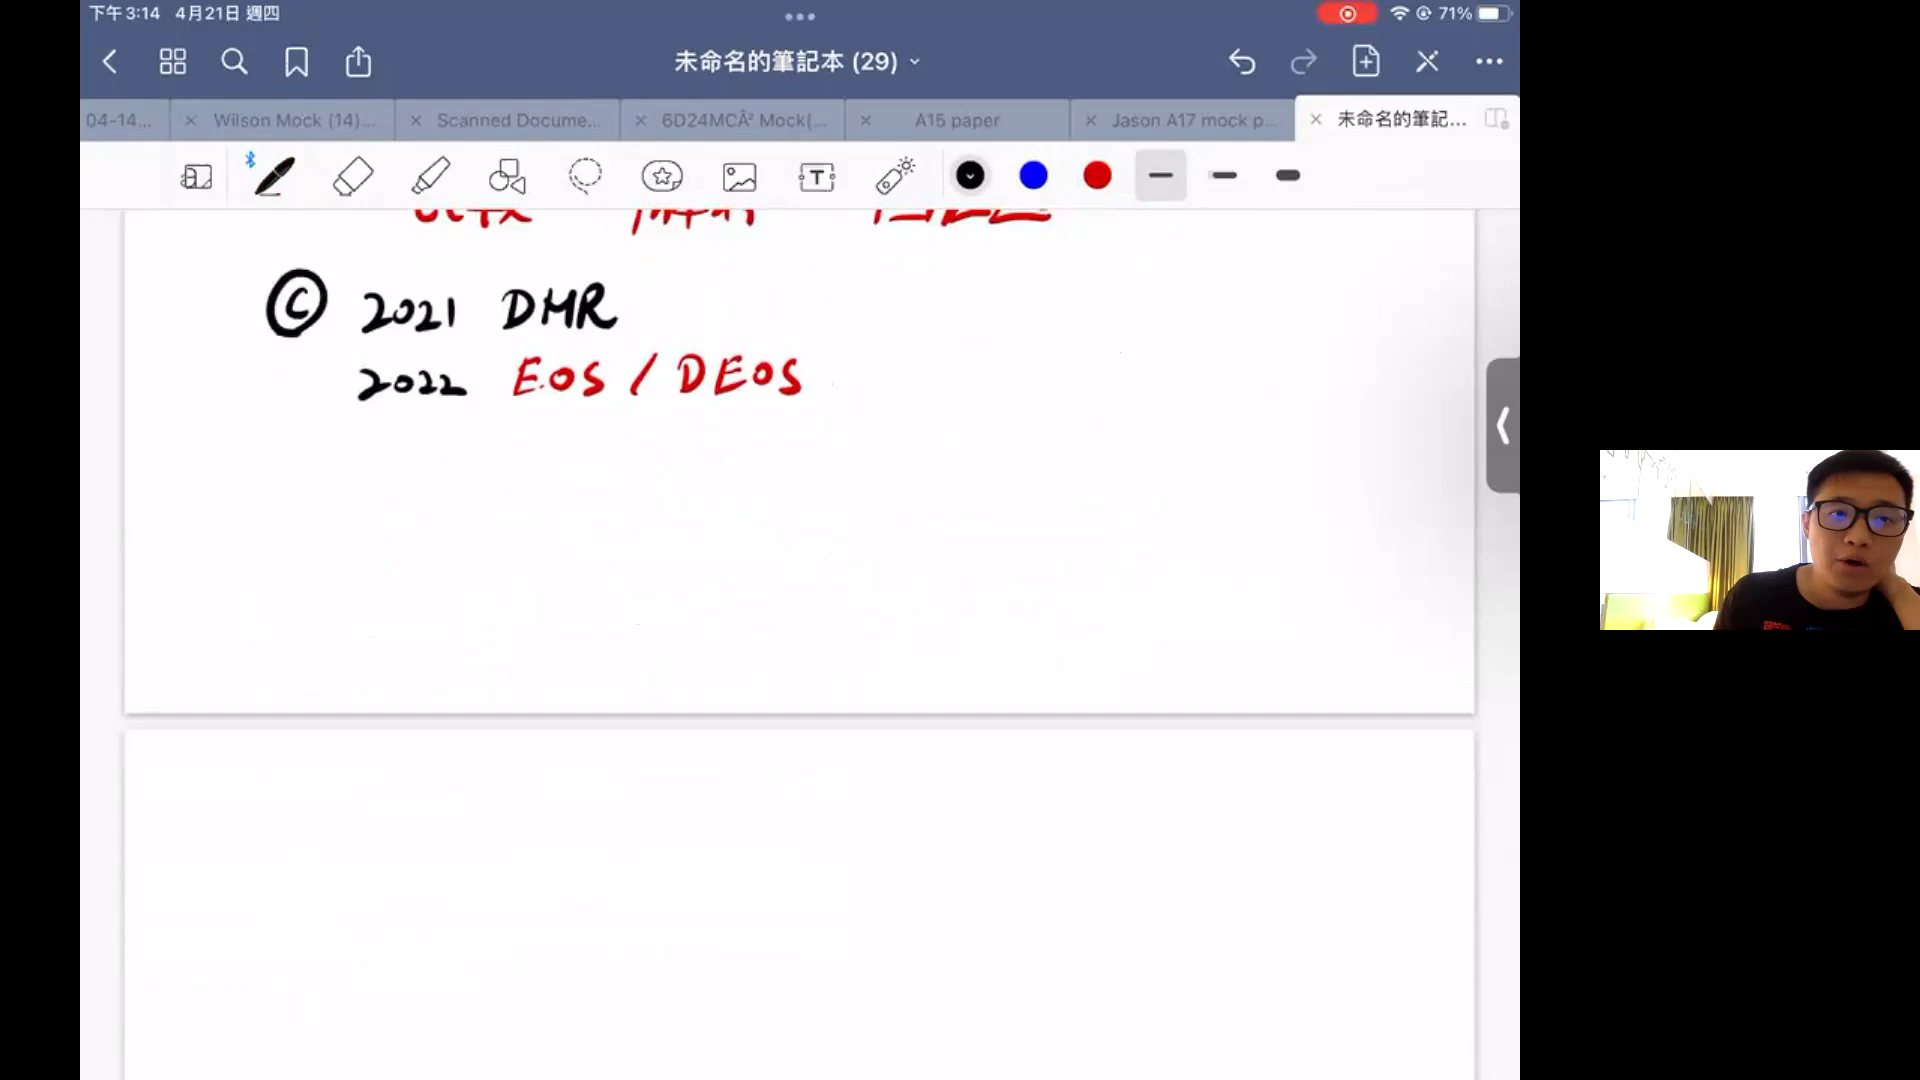 下午3:14 4月21日 週四
71%
未命名的筆記本 (29)
04-14...
Wilson Mock (14)...
Scanned Docume...
6D24MCÂ² Mock(...
A15 paper
Jason A17 mock p...
未命名的筆記...
© 2021 DMR
2022 EOS / DEOS